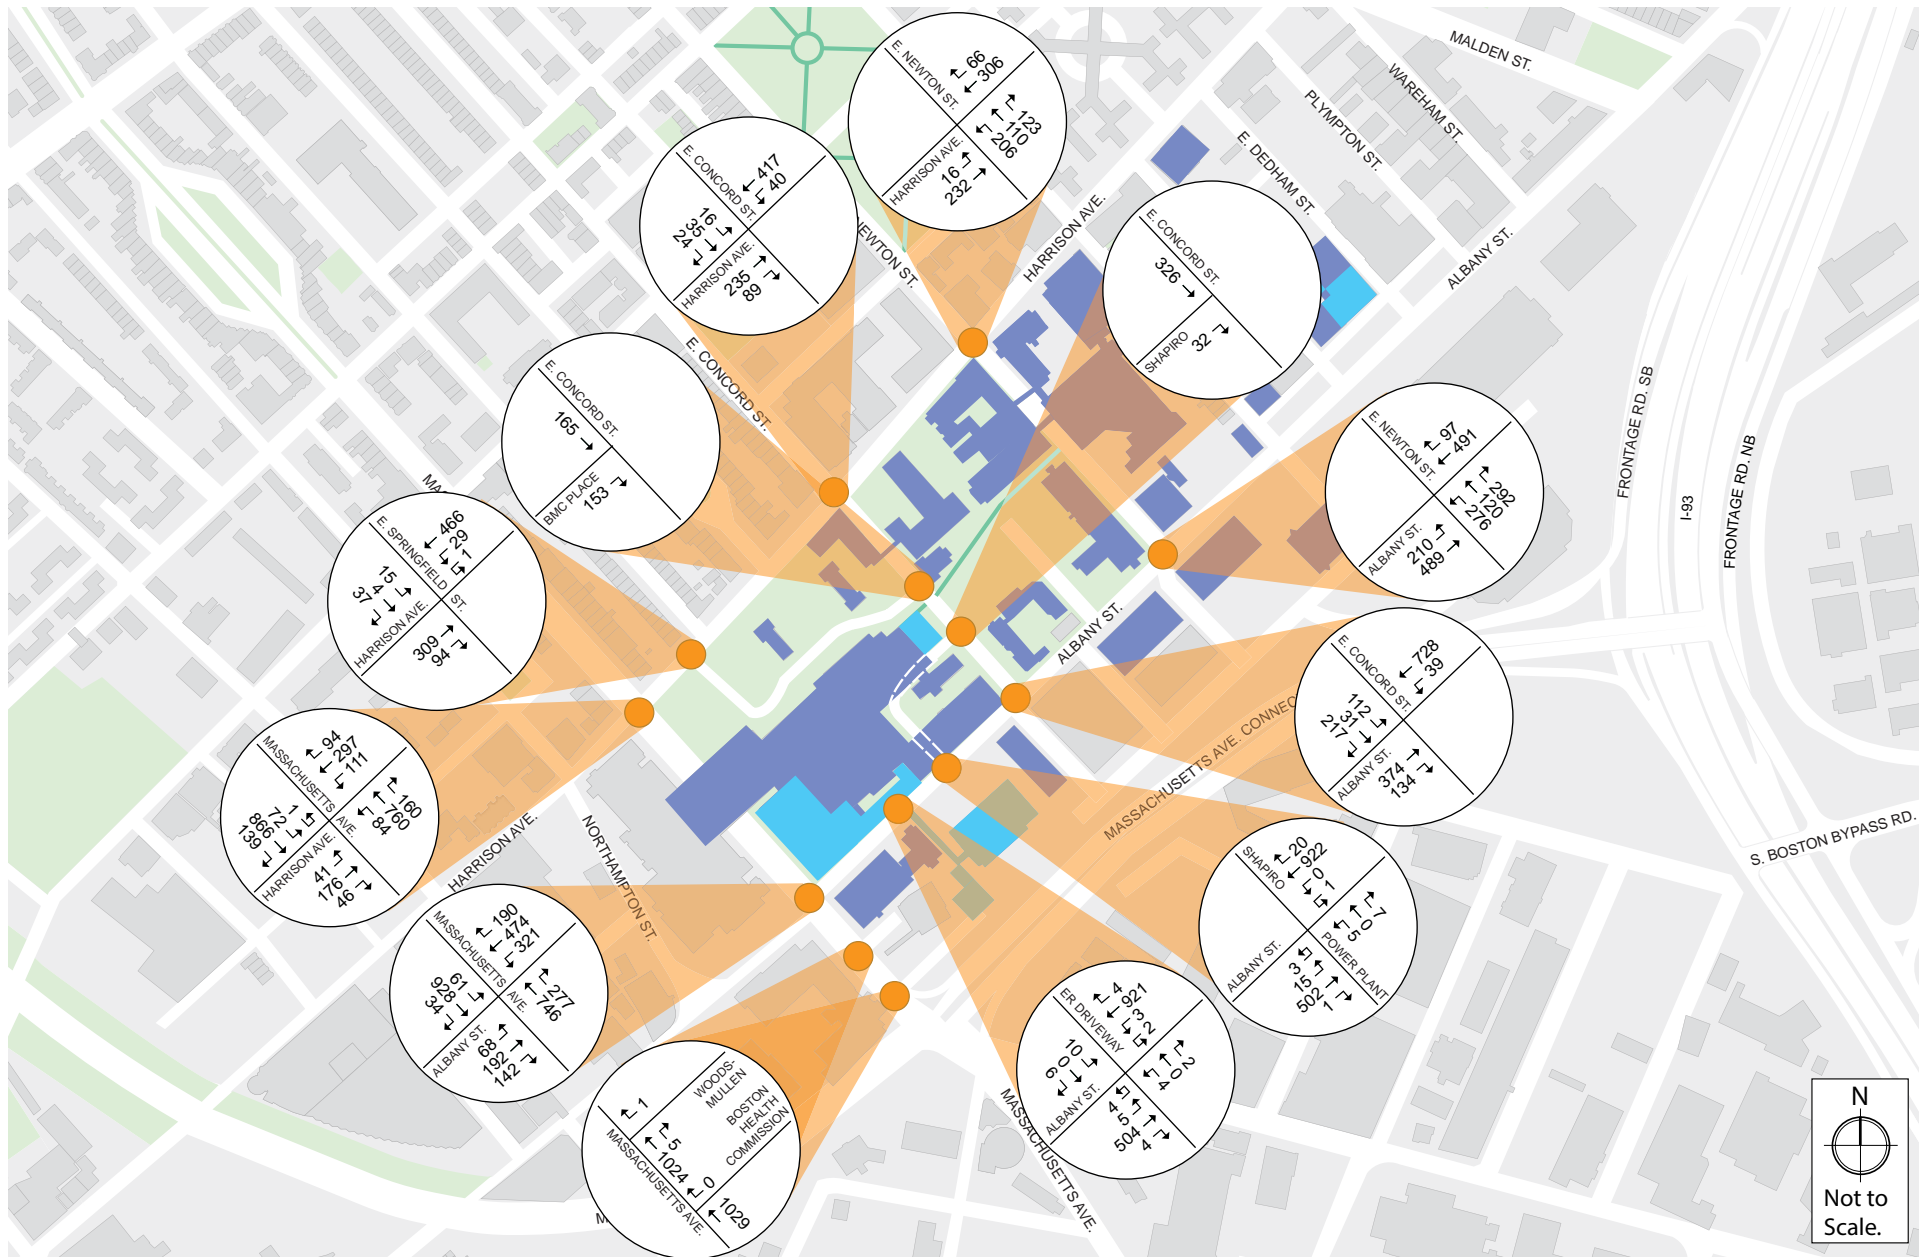 MALDEN ST.
WAREHAM ST.
PLYMPTON ST.
E. DEDHAM ST.
ALBANY ST.
HARRISON AVE.
NEWTON ST.
E. CONCORD ST.
FRONTAGE RD. SB
I-93
FRONTAGE RD. NB
ALBANY ST.
MASSACHUSETTS AVE. CONNEC
S. BOSTON BYPASS RD.
HARRISON AVE.
NORTHAMPTON ST.
MASSACHUSETTS AVE.
MA
M
E. NEWTON ST.
66
306
123
110
206
HARRISON AVE.
16
232
E. CONCORD ST.
417
40
16
35
24
HARRISON AVE.
235
89
E. CONCORD ST.
326
SHAPIRO
32
E. CONCORD ST.
165
BMC PLACE
153
E. NEWTON ST.
97
491
292
120
276
ALBANY ST.
210
489
E. SPRINGFIELD ST.
466
29
1
15
4
37
HARRISON AVE.
309
94
E. CONCORD ST.
728
39
112
31
217
ALBANY ST.
374
134
MASSACHUSETTS AVE.
94
297
111
1
72
866
139
160
760
84
HARRISON AVE.
41
176
46
SHAPIRO
20
922
0
1
7
0
5
ALBANY ST.
POWER PLANT
3
15
502
1
MASSACHUSETTS AVE.
190
474
321
61
928
34
277
746
ALBANY ST.
68
192
142
ER DRIVEWAY
4
921
3
2
10
0
6
2
0
4
ALBANY ST.
4
5
504
4
WOODS-
MULLEN
BOSTON
HEALTH
COMMISSION
1
5
1024
0
1029
MASSACHUSETTS AVE.
N
Not to
Scale.